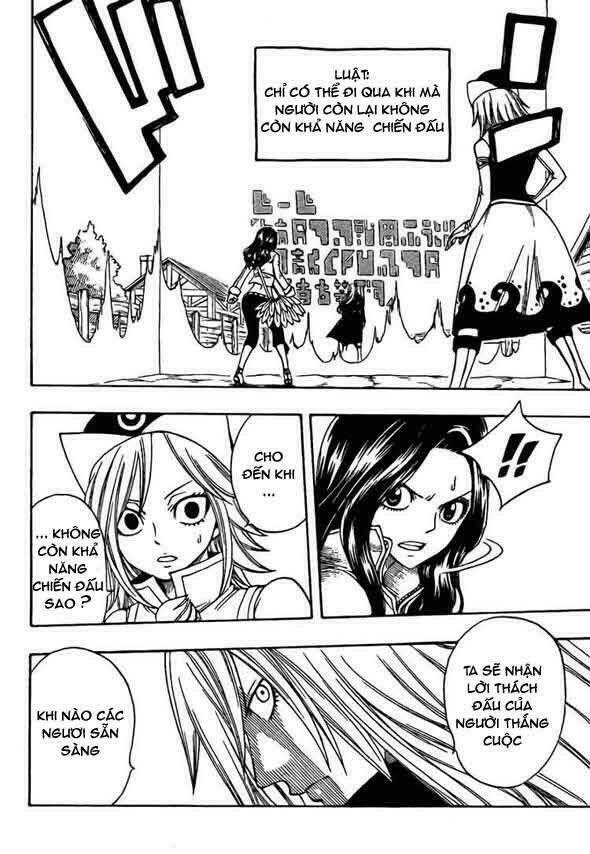 LUẬT:
CHỈ CÓ THỂ ĐI QUA KHI MÀ
NGƯỜI CÒN LẠI KHÔNG
CÒN KHẢ NĂNG CHIẾN ĐẤU
!!
CHO
ĐẾN KHI
...
... KHÔNG
CÒN KHẢ
NĂNG
CHIẾN ĐẤU
SAO ?
TA SẼ NHẬN
LỜI THÁCH
ĐẤU CỦA
NGƯỜI THẮNG
CUỘC
KHI NÀO CÁC
NGƯƠI SẴN
SÀNG